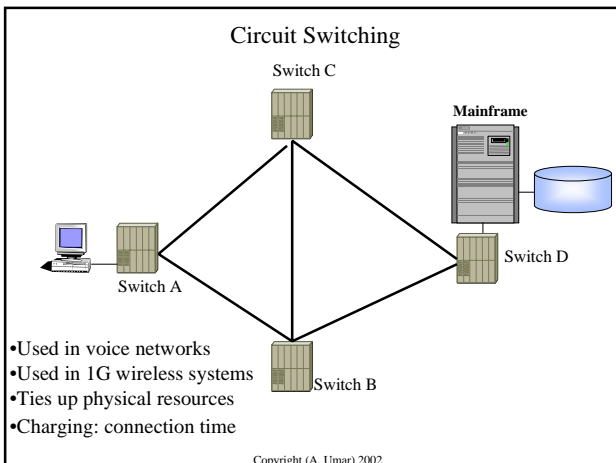 Circuit Switching
Switch C
Mainframe
Switch D
Switch A
Switch B
•Used in voice networks
•Used in 1G wireless systems
•Ties up physical resources
•Charging: connection time
Copyright (A. Umar) 2002